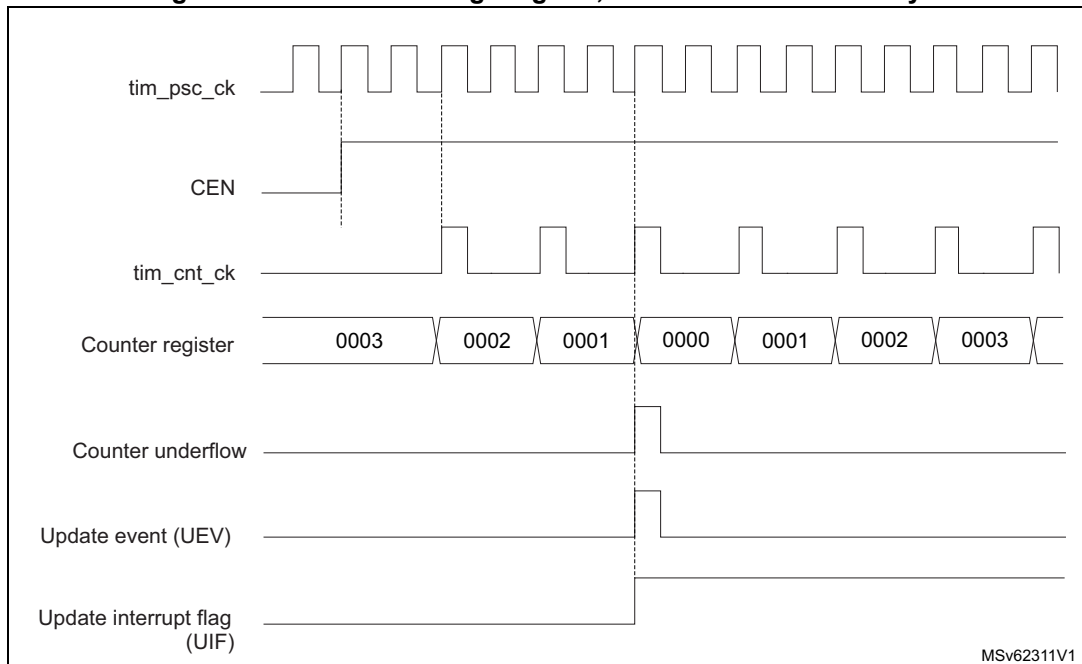 tim_psc_ck
CEN
tim_cnt_ck
Counter register 0003 0002 0001 0000 0001 0002 0003
Counter underflow
Update event (UEV)
Update interrupt flag
(UIF)
MSv62311V1